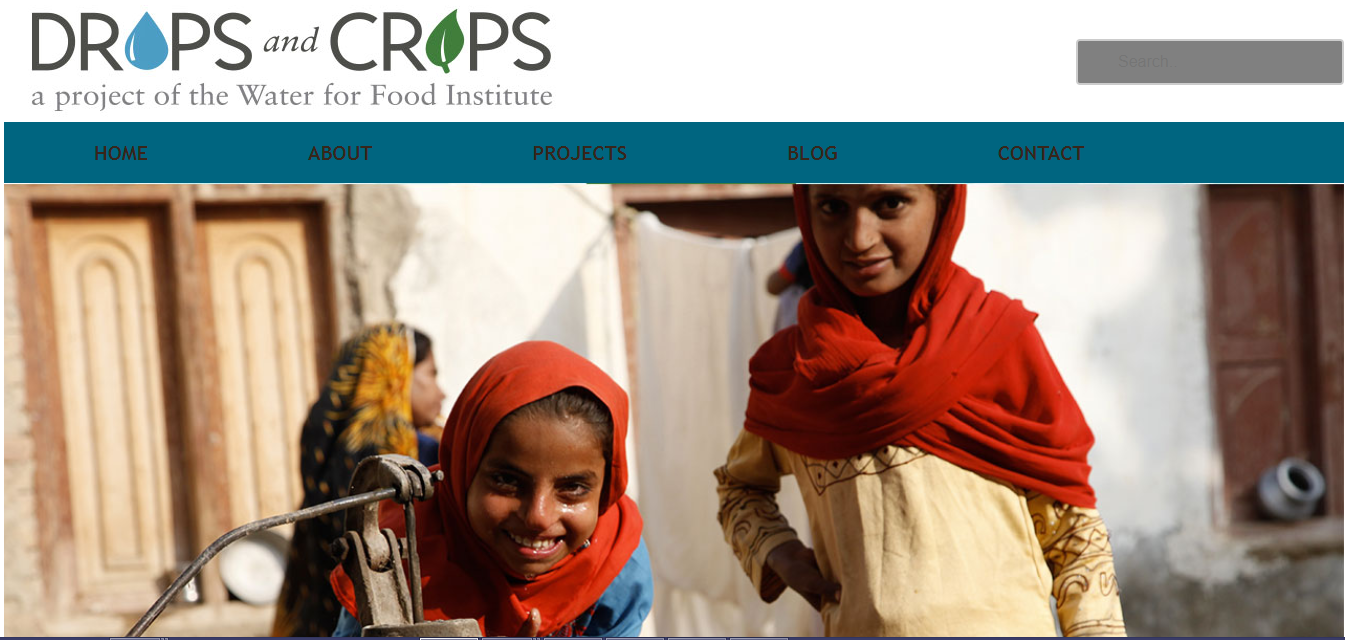 DROPS and CROPS
a project of the Water for Food Institute
Search
HOME ABOUT PROJECTS BLOG CONTACT